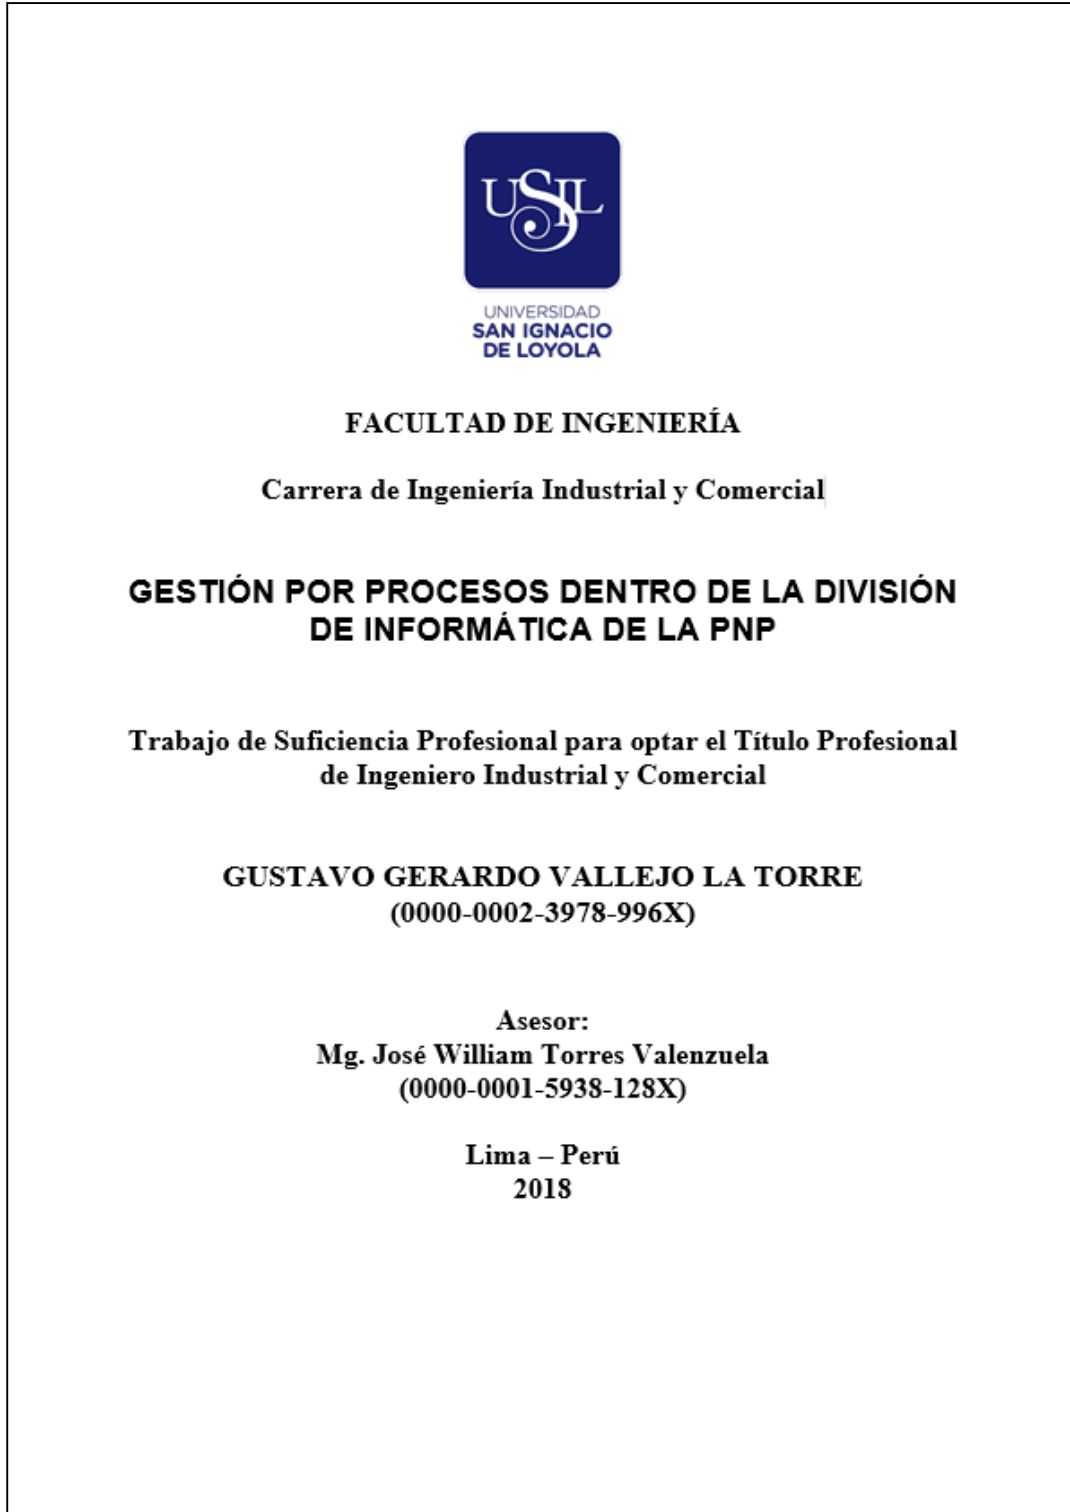 USIL
UNIVERSIDAD
SAN IGNACIO
DE LOYOLA
FACULTAD DE INGENIERÍA
Carrera de Ingeniería Industrial y Comercial
GESTIÓN POR PROCESOS DENTRO DE LA DIVISIÓN
DE INFORMÁTICA DE LA PNP
Trabajo de Suficiencia Profesional para optar el Título Profesional
de Ingeniero Industrial y Comercial
GUSTAVO GERARDO VALLEJO LA TORRE
(0000-0002-3978-996X)
Asesor:
Mg. José William Torres Valenzuela
(0000-0001-5938-128X)
Lima – Perú
2018